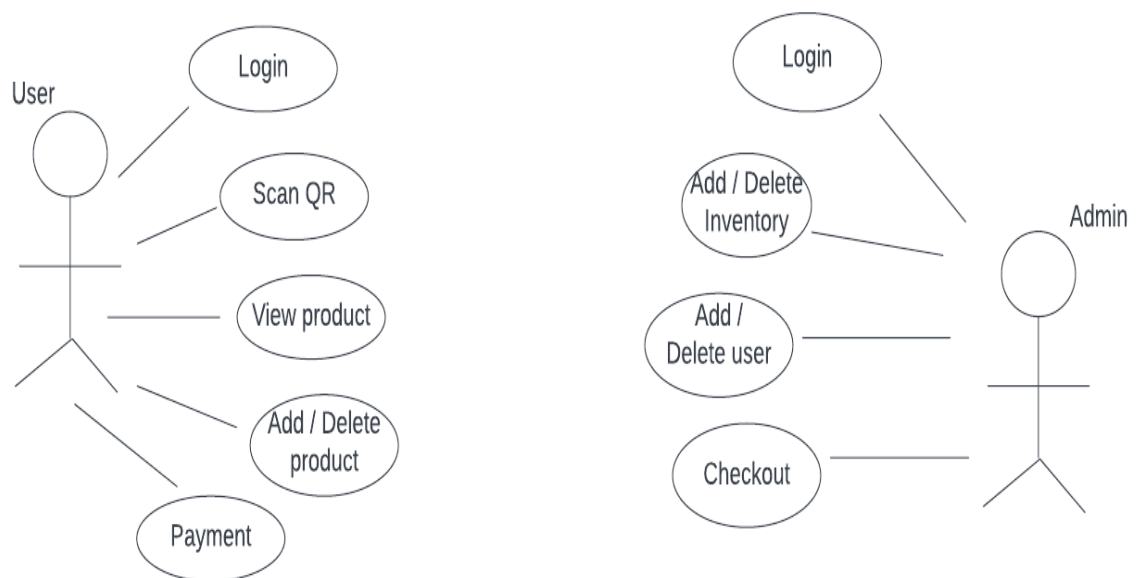 User
Login
Scan QR
View product
Add / Delete
product
Payment
Login
Add / Delete
Inventory
Admin
Add /
Delete user
Checkout